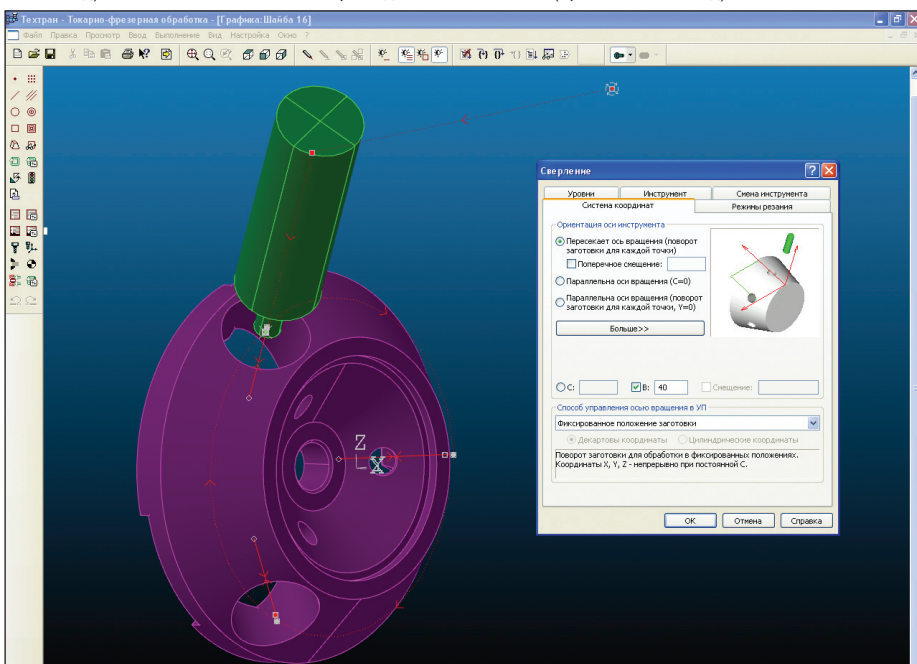 Техтран - Токарно-фрезерная обработка - [Графика:Шайба 16]
Файл Правка Просмотр Ввод Выполнение Вид Настройка Окно ?
Сверление
Уровни Инструмент Смена инструмента
Система координат Режимы резания
Ориентация оси инструмента
Пересекает ось вращения (поворот
заготовки для каждой точки)
Поперечное смещение:
Параллельна оси вращения (C=0)
Параллельна оси вращения (поворот
заготовки для каждой точки, Y=0)
Больше>>
C: B: 40 Смещение:
Способ управления осью вращения в УП
Фиксированное положение заготовки
Декартовы координаты Цилиндрические координаты
Поворот заготовки для обработки в фиксированных положениях.
Координаты X, Y, Z - непрерывно при постоянной C.
OK Отмена Справка
Z
X